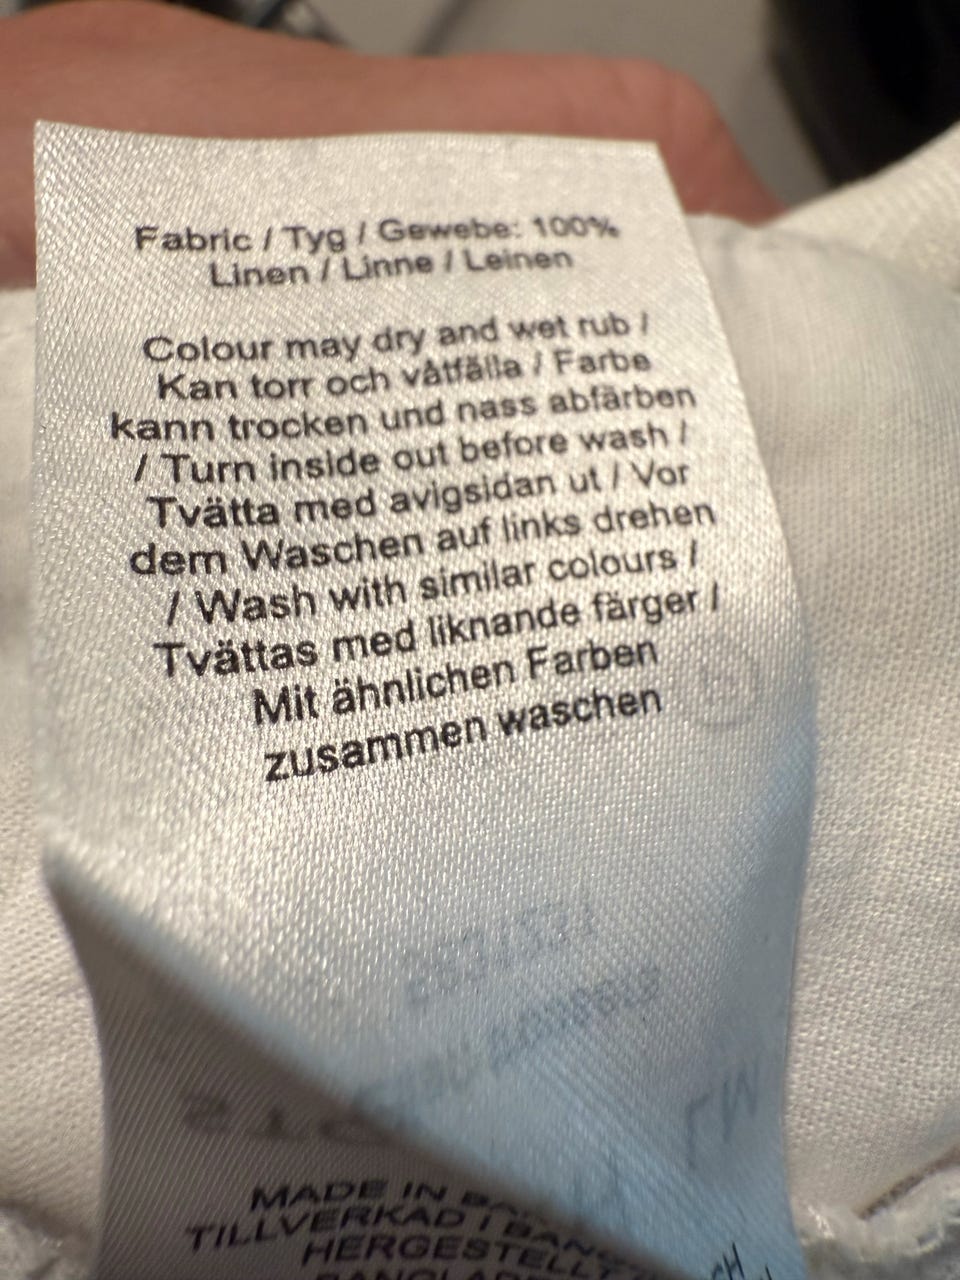 Fabric / Tyg / Gewebe: 100%
Linen / Linne / Leinen
Colour may dry and wet rub /
Kan torr och våtfälla / Farbe
kann trocken und nass abfärben
/ Turn inside out before wash /
Tvätta med avigsidan ut / Vor
dem Waschen auf links drehen
/ Wash with similar colours /
Tvättas med liknande färger /
Mit ähnlichen Farben
zusammen waschen
MADE IN
TILLVERKAD I
HERGESTELLT